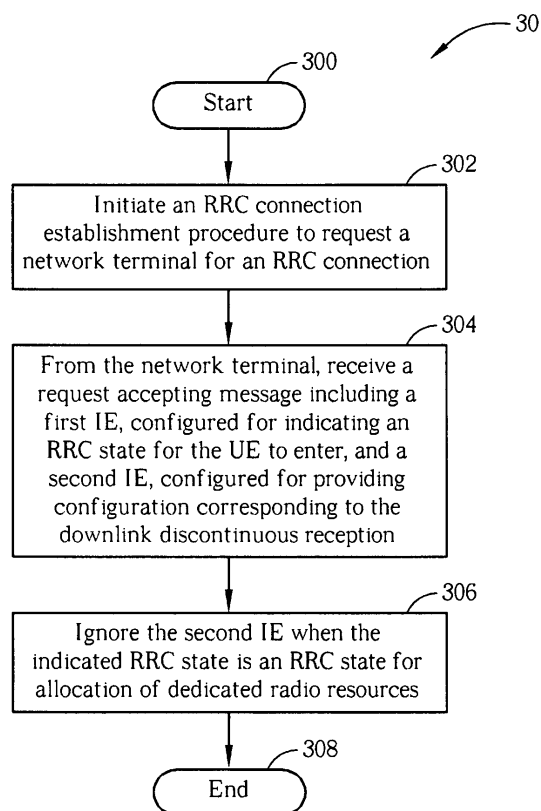 30
300
Start
302
Initiate an RRC connection
establishment procedure to request a
network terminal for an RRC connection
304
From the network terminal, receive a
request accepting message including a
first IE, configured for indicating an
RRC state for the UE to enter, and a
second IE, configured for providing
configuration corresponding to the
downlink discontinuous reception
306
Ignore the second IE when the
indicated RRC state is an RRC state for
allocation of dedicated radio resources
308
End